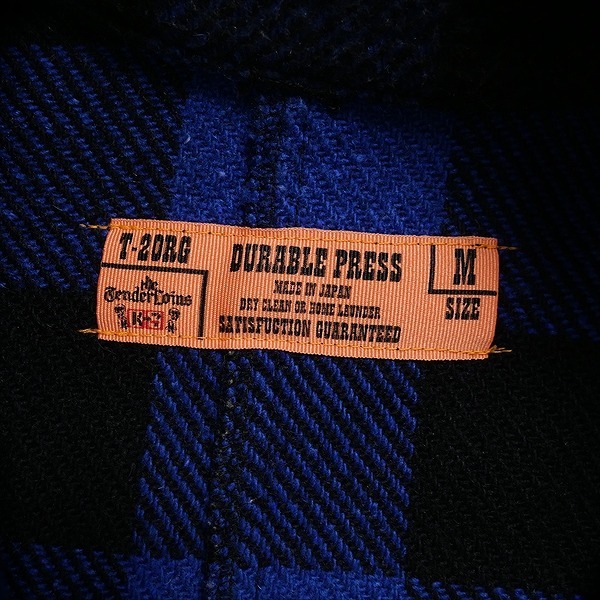 T-20RG
The
TenderLoins
DURABLE PRESS
MADE IN JAPAN
DRY CLEAN OR HOME LAUNDER
SATISFUCTION GUARANTEED
M
SIZE